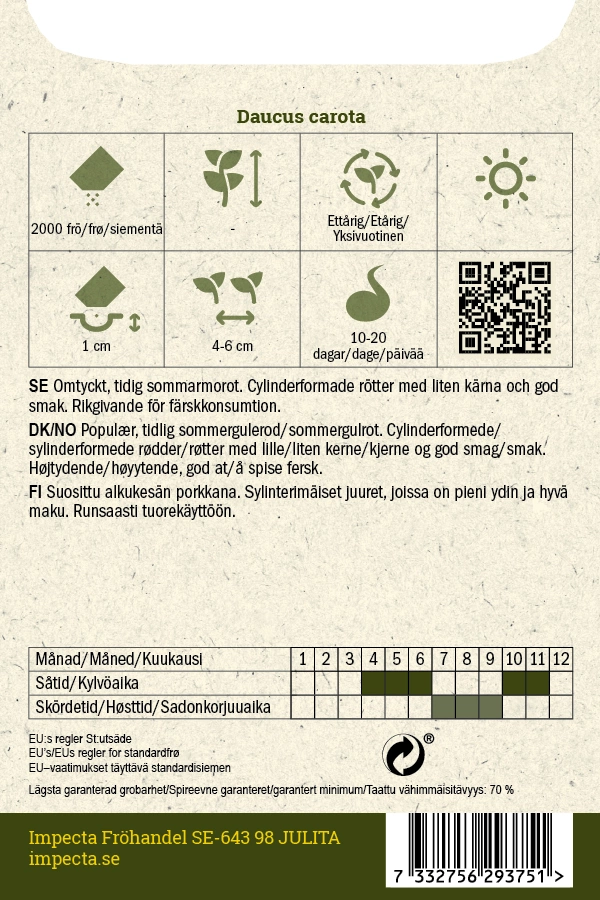 Daucus carota
2000 frö/frø/siementä
-
Ettårig/Etårig/
Yksivuotinen
1 cm
4-6 cm
10-20
dagar/dage/päivää
SE Omtyckt, tidig sommarmorot. Cylinderformade rötter med liten kärna och god
smak. Rikgivande för färskkonsumtion.
DK/NO Populær, tidlig sommergulerod/sommergulrot. Cylinderformede/
sylinderformede rødder/røtter med lille/liten kerne/kjerne og god smag/smak.
Højtydende/høyytende, god at/å spise fersk.
FI Suosittu alkukesän porkkana. Sylinterimäiset juuret, joissa on pieni ydin ja hyvä
maku. Runsaasti tuorekäyttöön.
Månad/Måned/Kuukausi 1 2 3 4 5 6 7 8 9 10 11 12
Såtid/Kylvöaika
Skördetid/Høsttid/Sadonkorjuuaika
EU:s regler St:utsäde
EU's/EUs regler for standardfrø
EU–vaatimukset täyttävä standardisiemen
®
Lägsta garanterad grobarhet/Spireevne garanteret/garantert minimum/Taattu vähimmäisitävyys: 70 %
Impecta Fröhandel SE-643 98 JULITA
impecta.se
7 332756 293751 >